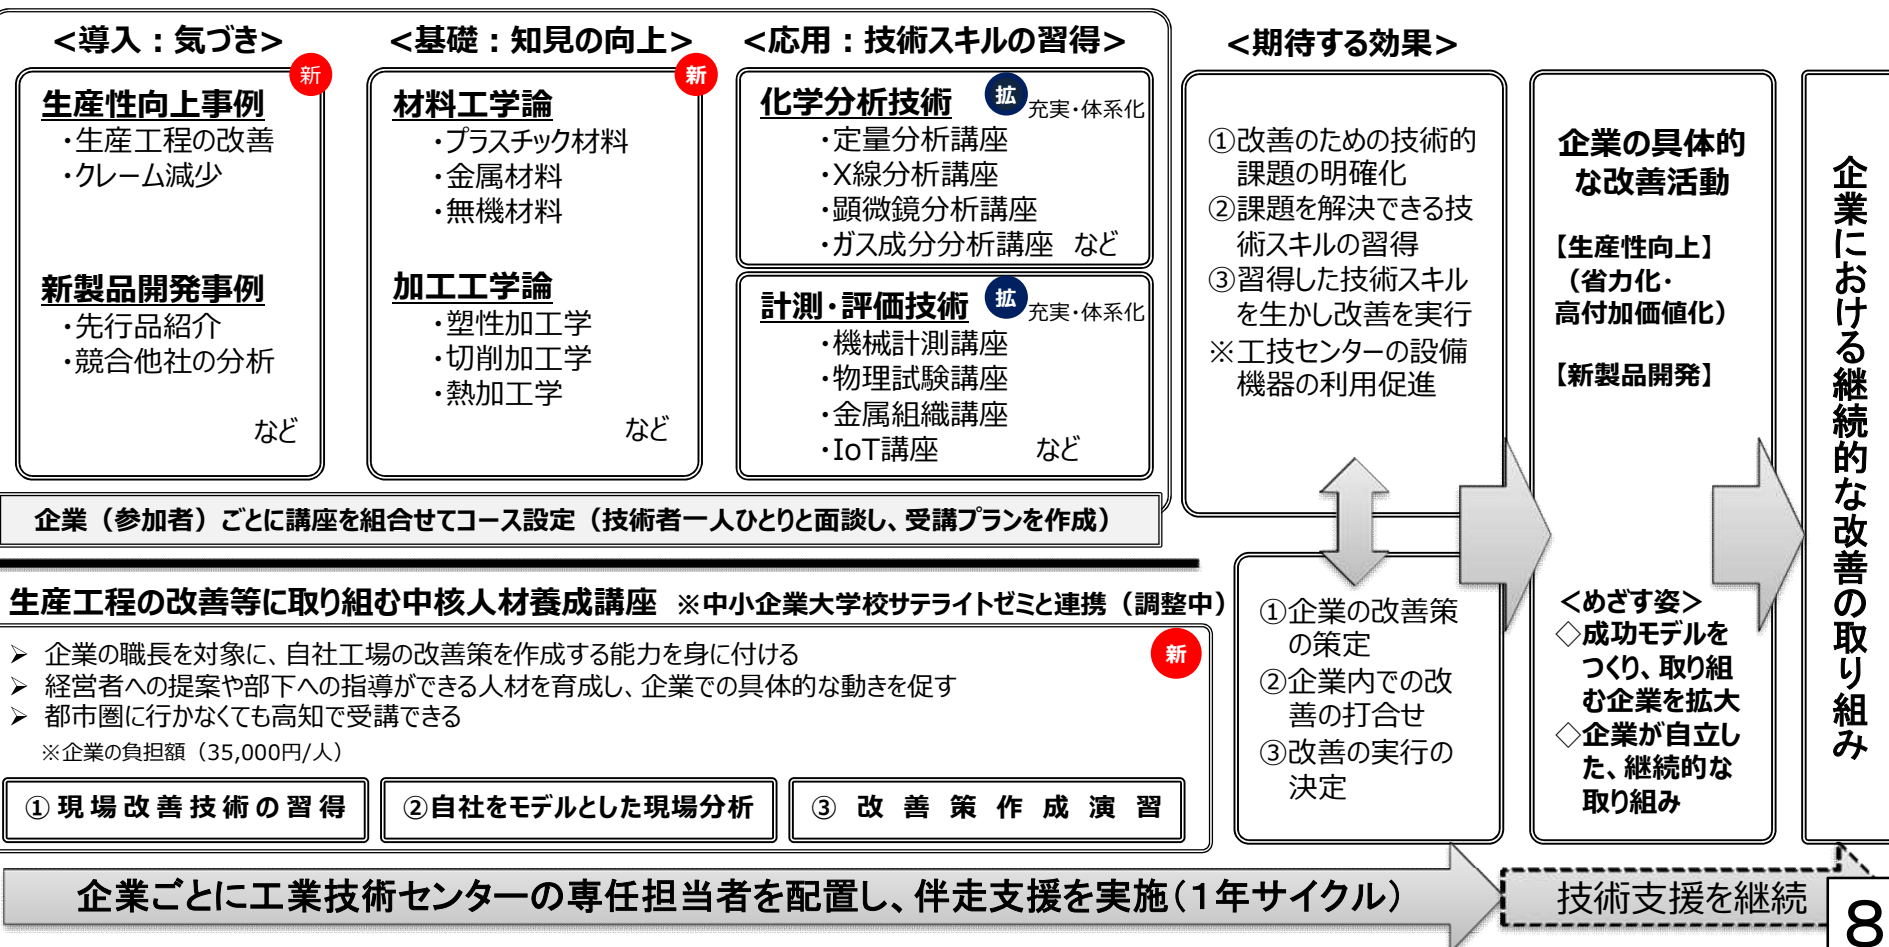 <導入：気づき>
新
生産性向上事例
・生産工程の改善
・クレーム減少
新製品開発事例
・先行品紹介
・競合他社の分析
など
<基礎：知見の向上>
新
材料工学論
・プラスチック材料
・金属材料
・無機材料
加工工学論
・塑性加工学
・切削加工学
・熱加工学
など
<応用：技術スキルの習得>
化学分析技術 拡 充実・体系化
・定量分析講座
・X線分析講座
・顕微鏡分析講座
・ガス成分分析講座 など
計測・評価技術 拡 充実・体系化
・機械計測講座
・物理試験講座
・金属組織講座
・IoT講座 など
企業（参加者）ごとに講座を組合せてコース設定（技術者一人ひとりと面談し、受講プランを作成）
<期待する効果>
①改善のための技術的
課題の明確化
②課題を解決できる技
術スキルの習得
③習得した技術スキル
を生かし改善を実行
※工技センターの設備
機器の利用促進
生産工程の改善等に取り組む中核人材養成講座 ※中小企業大学校サテライトゼミと連携（調整中）
新
➢ 企業の職長を対象に、自社工場の改善策を作成する能力を身に付ける
➢ 経営者への提案や部下への指導ができる人材を育成し、企業での具体的な動きを促す
➢ 都市圏に行かなくても高知で受講できる
※企業の負担額（35,000円/人）
①現場改善技術の習得
②自社をモデルとした現場分析
③改善策作成演習
①企業の改善策
の策定
②企業内での改
善の打合せ
③改善の実行の
決定
企業の具体的
な改善活動
【生産性向上】
（省力化・
高付加価値化）
【新製品開発】
<めざす姿>
◇成功モデルを
つくり、取り組
む企業を拡大
◇企業が自立し
た、継続的な
取り組み
企業における継続的な改善の取り組み
企業ごとに工業技術センターの専任担当者を配置し、伴走支援を実施（１年サイクル）
技術支援を継続
8